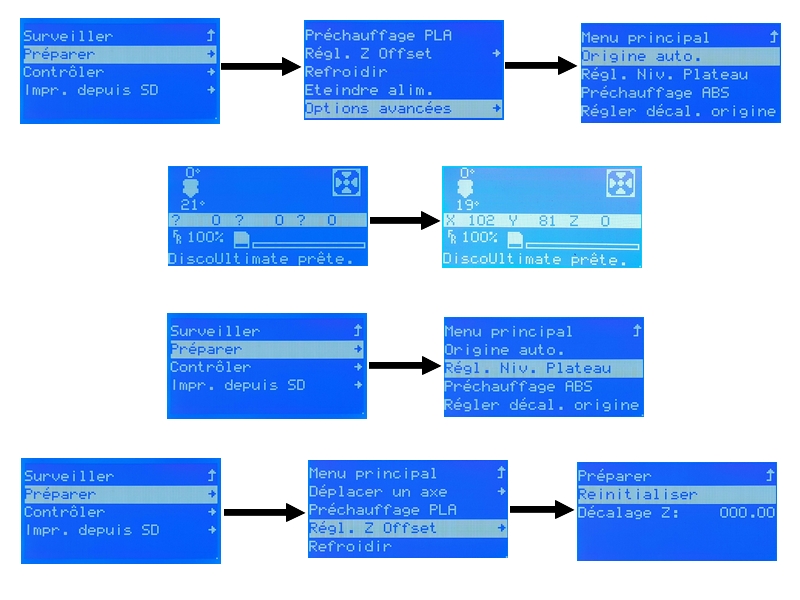 Surveiller
Préparer
Contrôler
Impr. depuis SD
Préchauffage PLA
Régl. Z Offset
Refroidir
Eteindre alim.
Options avancées
Menu principal
Origine auto.
Régl. Niv. Plateau
Préchauffage ABS
Régler décal. origine
0°
21°
? 0 ? 0 ? 0
FR 100%
DiscoUltimate prête.
0°
19°
X 102 Y 81 Z 0
FR 100%
DiscoUltimate prête.
Surveiller
Préparer
Contrôler
Impr. depuis SD
Menu principal
Origine auto.
Régl. Niv. Plateau
Préchauffage ABS
Régler décal. origine
Surveiller
Préparer
Contrôler
Impr. depuis SD
Menu principal
Déplacer un axe
Préchauffage PLA
Régl. Z Offset
Refroidir
Préparer
Reinitialiser
Décalage Z: 000.00